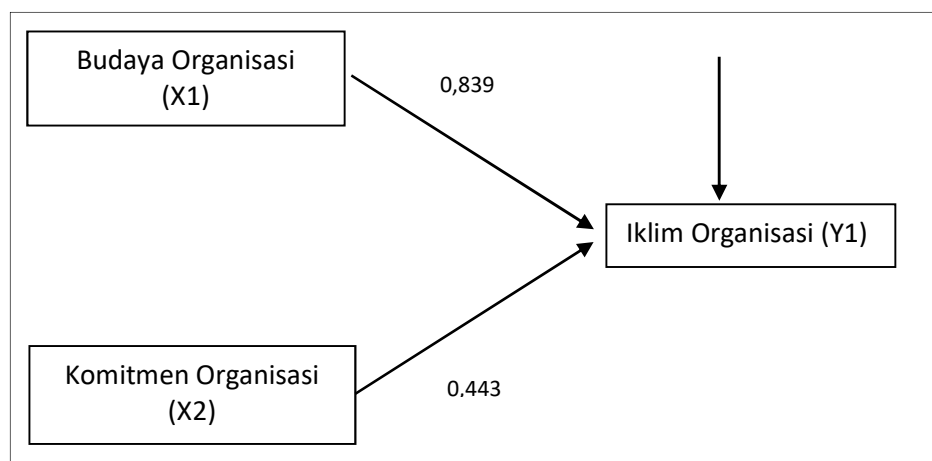 Budaya Organisasi
(X1)
0,839
Iklim Organisasi (Y1)
Komitmen Organisasi
(X2)
0,443